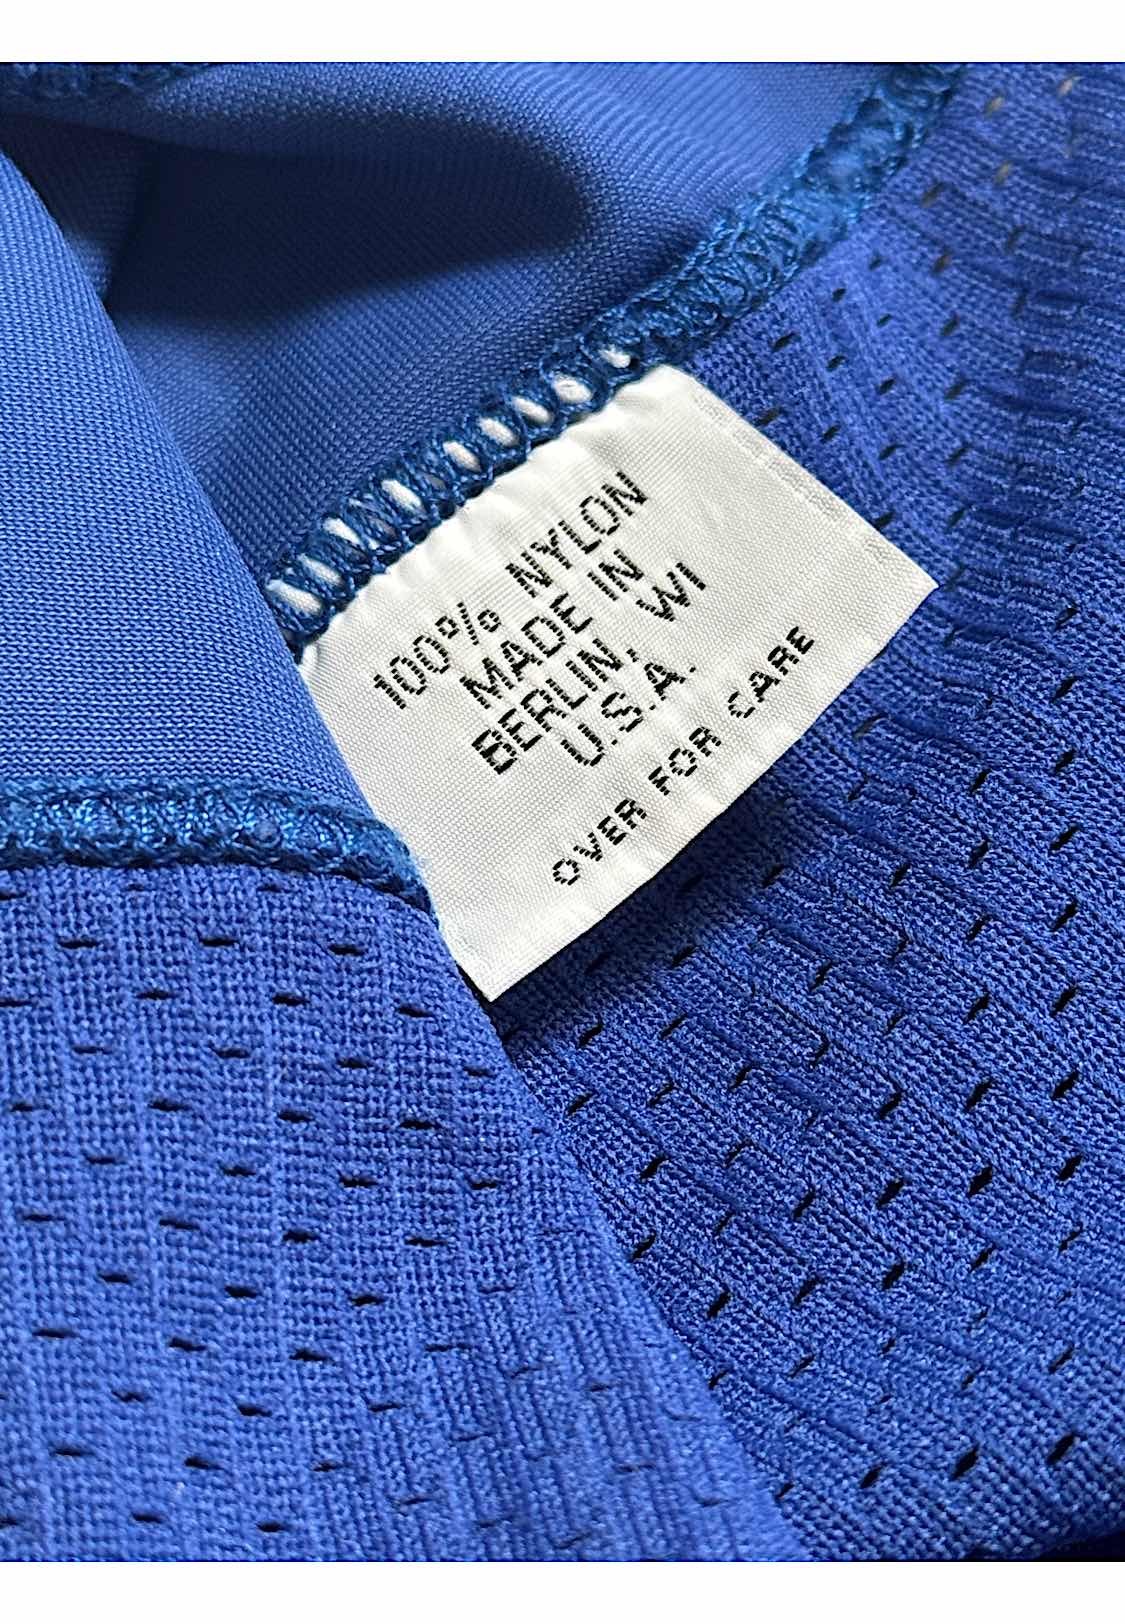 100% NYLON
MADE IN
BERLIN, WI
U.S.A.
OVER FOR CARE